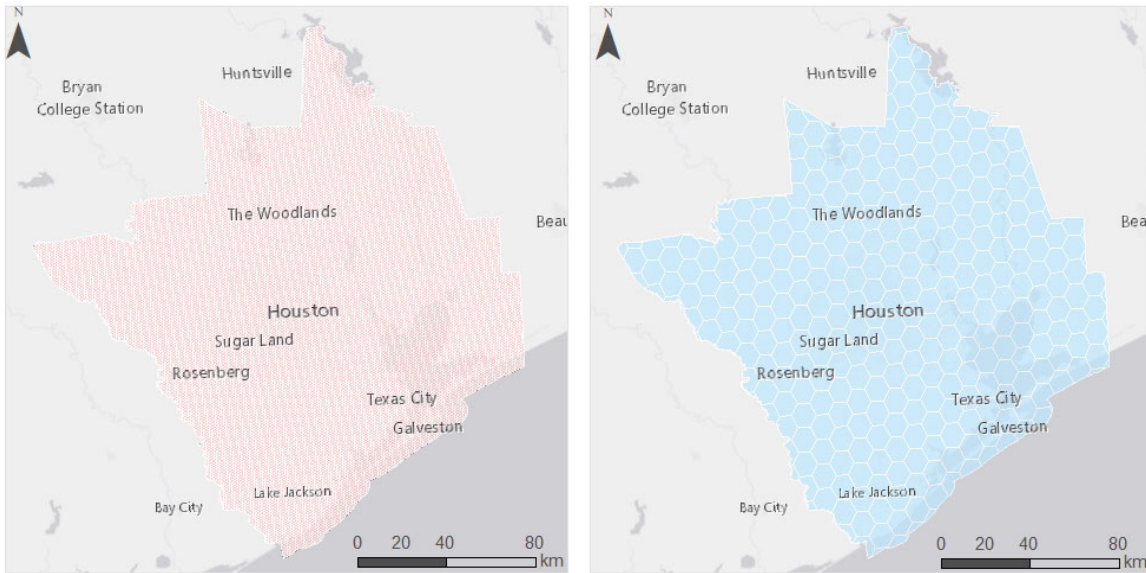 N
Huntsville
Bryan
College Station
The Woodlands
Beau
Houston
Sugar Land
Rosenberg
Texas City
Galveston
Lake Jackson
Bay City
0 20 40 80
km
N
Huntsville
Bryan
College Station
The Woodlands
Bea
Houston
Sugar Land
Rosenberg
Texas City
Galveston
Lake Jackson
Bay City
0 20 40 80
km